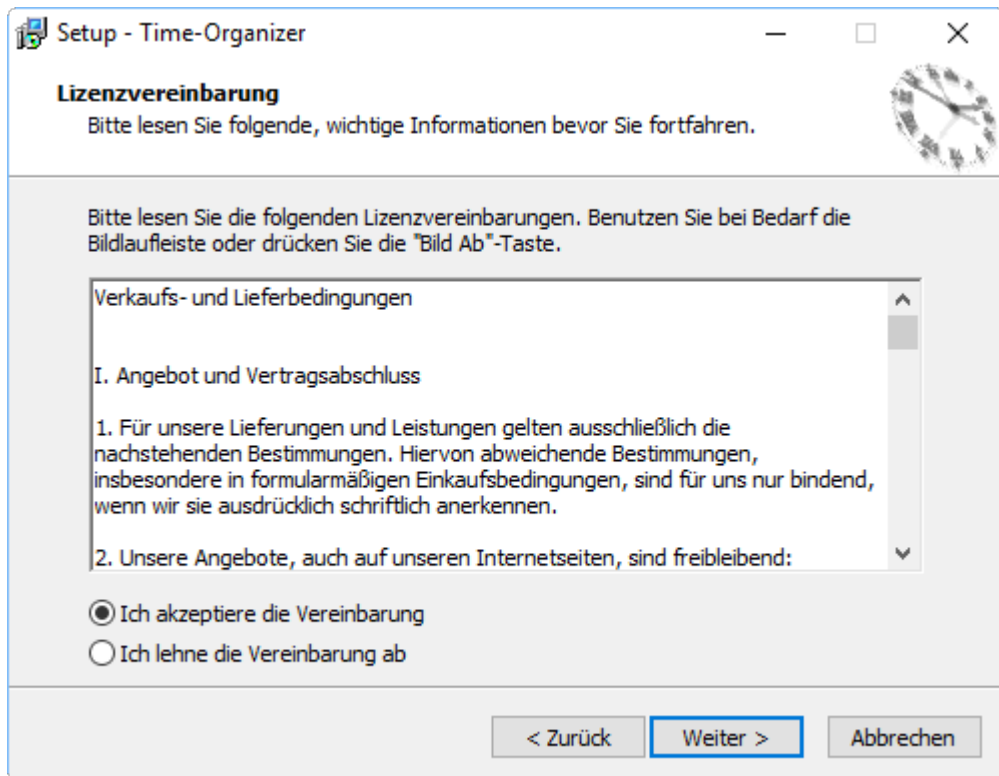 Setup - Time-Organizer
Lizenzvereinbarung
Bitte lesen Sie folgende, wichtige Informationen bevor Sie fortfahren.
Bitte lesen Sie die folgenden Lizenzvereinbarungen. Benutzen Sie bei Bedarf die
Bildlaufleiste oder drücken Sie die "Bild Ab"-Taste.
Verkaufs- und Lieferbedingungen
I. Angebot und Vertragsabschluss
1. Für unsere Lieferungen und Leistungen gelten ausschließlich die
nachstehenden Bestimmungen. Hiervon abweichende Bestimmungen,
insbesondere in formularmäßigen Einkaufsbedingungen, sind für uns nur bindend,
wenn wir sie ausdrücklich schriftlich anerkennen.
2. Unsere Angebote, auch auf unseren Internetseiten, sind freibleibend:
Ich akzeptiere die Vereinbarung
Ich lehne die Vereinbarung ab
< Zurück
Weiter >
Abbrechen